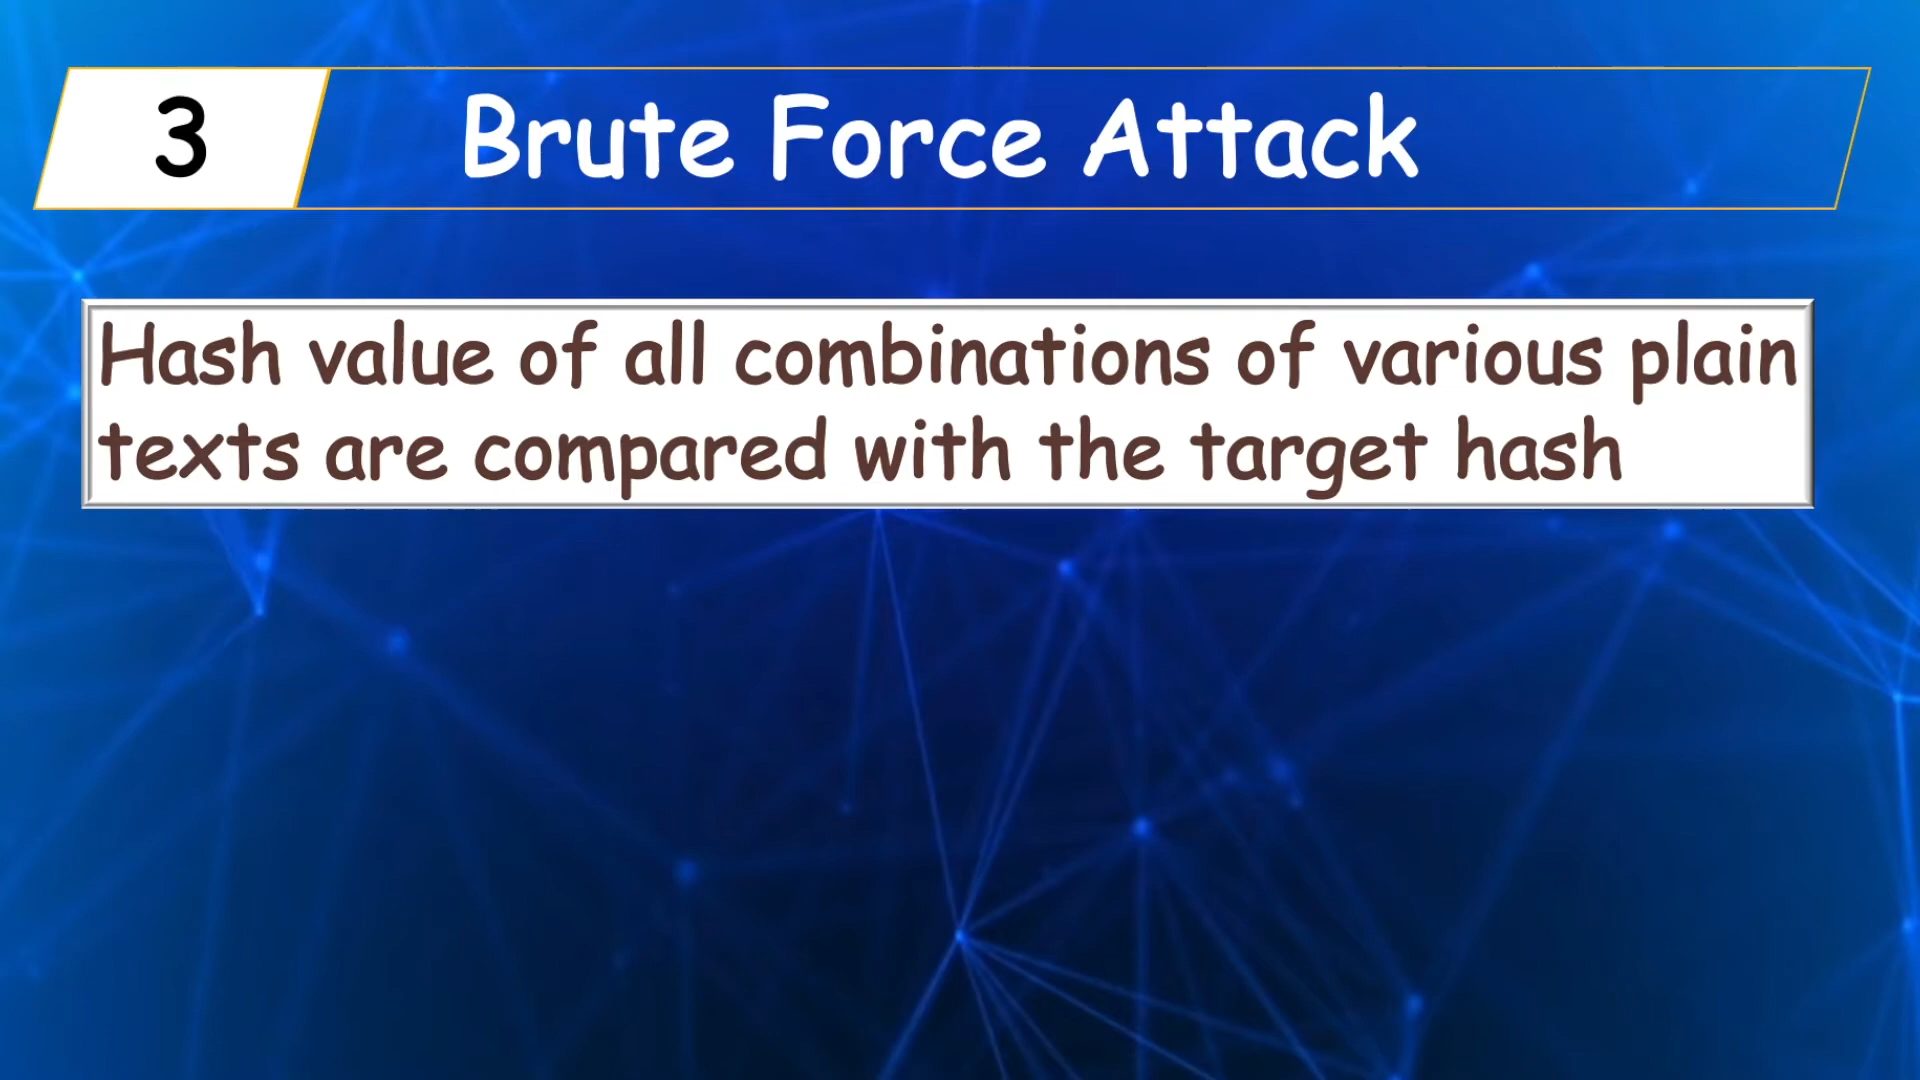 3 Brute Force Attack
Hash value of all combinations of various plain
texts are compared with the target hash